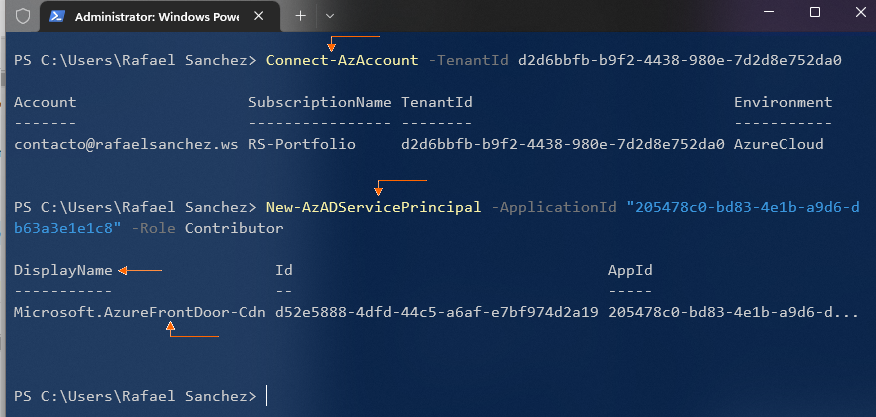 Administrator: Windows Powe
PS C:\Users\Rafael Sanchez> Connect-AzAccount -TenantId d2d6bbfb-b9f2-4438-980e-7d2d8e752da0
Account SubscriptionName TenantId Environment
------- ---------------- -------- -----------
contacto@rafaelsanchez.ws RS-Portfolio d2d6bbfb-b9f2-4438-980e-7d2d8e752da0 AzureCloud
PS C:\Users\Rafael Sanchez> New-AzADServicePrincipal -ApplicationId "205478c0-bd83-4e1b-a9d6-d
b63a3e1e1c8" -Role Contributor
DisplayName Id AppId
----------- -- -----
Microsoft.AzureFrontDoor-Cdn d52e5888-4dfd-44c5-a6af-e7bf974d2a19 205478c0-bd83-4e1b-a9d6-d...
PS C:\Users\Rafael Sanchez>